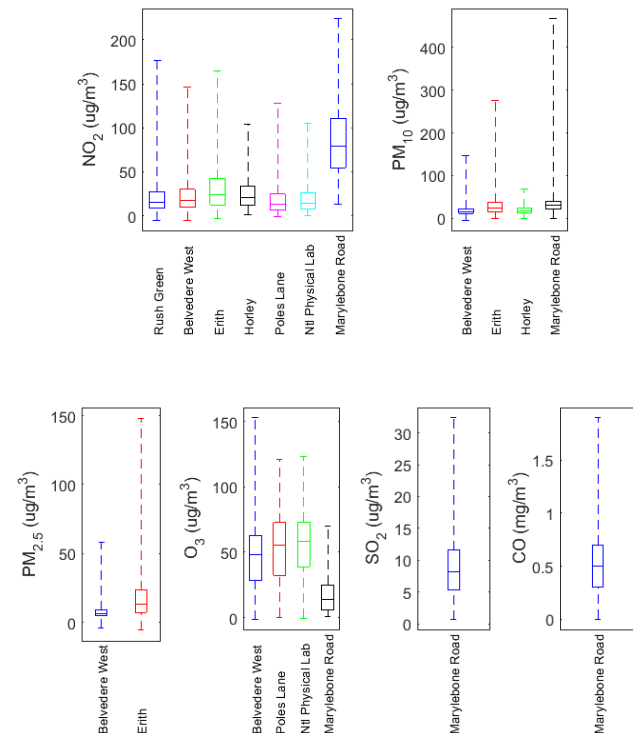 NO2 (ug/m3)
200
150
100
50
0
Rush Green
Belvedere West
Erith
Horley
Poles Lane
Ntl Physical Lab
Marylebone Road
PM10 (ug/m3)
400
300
200
100
0
Belvedere West
Erith
Horley
Marylebone Road
PM2.5 (ug/m3)
150
100
50
0
Belvedere West
Erith
O3 (ug/m3)
150
100
50
0
Belvedere West
Poles Lane
Ntl Physical Lab
Marylebone Road
SO2 (ug/m3)
30
25
20
15
10
5
0
Marylebone Road
CO (mg/m3)
1.5
1
0.5
0
Marylebone Road